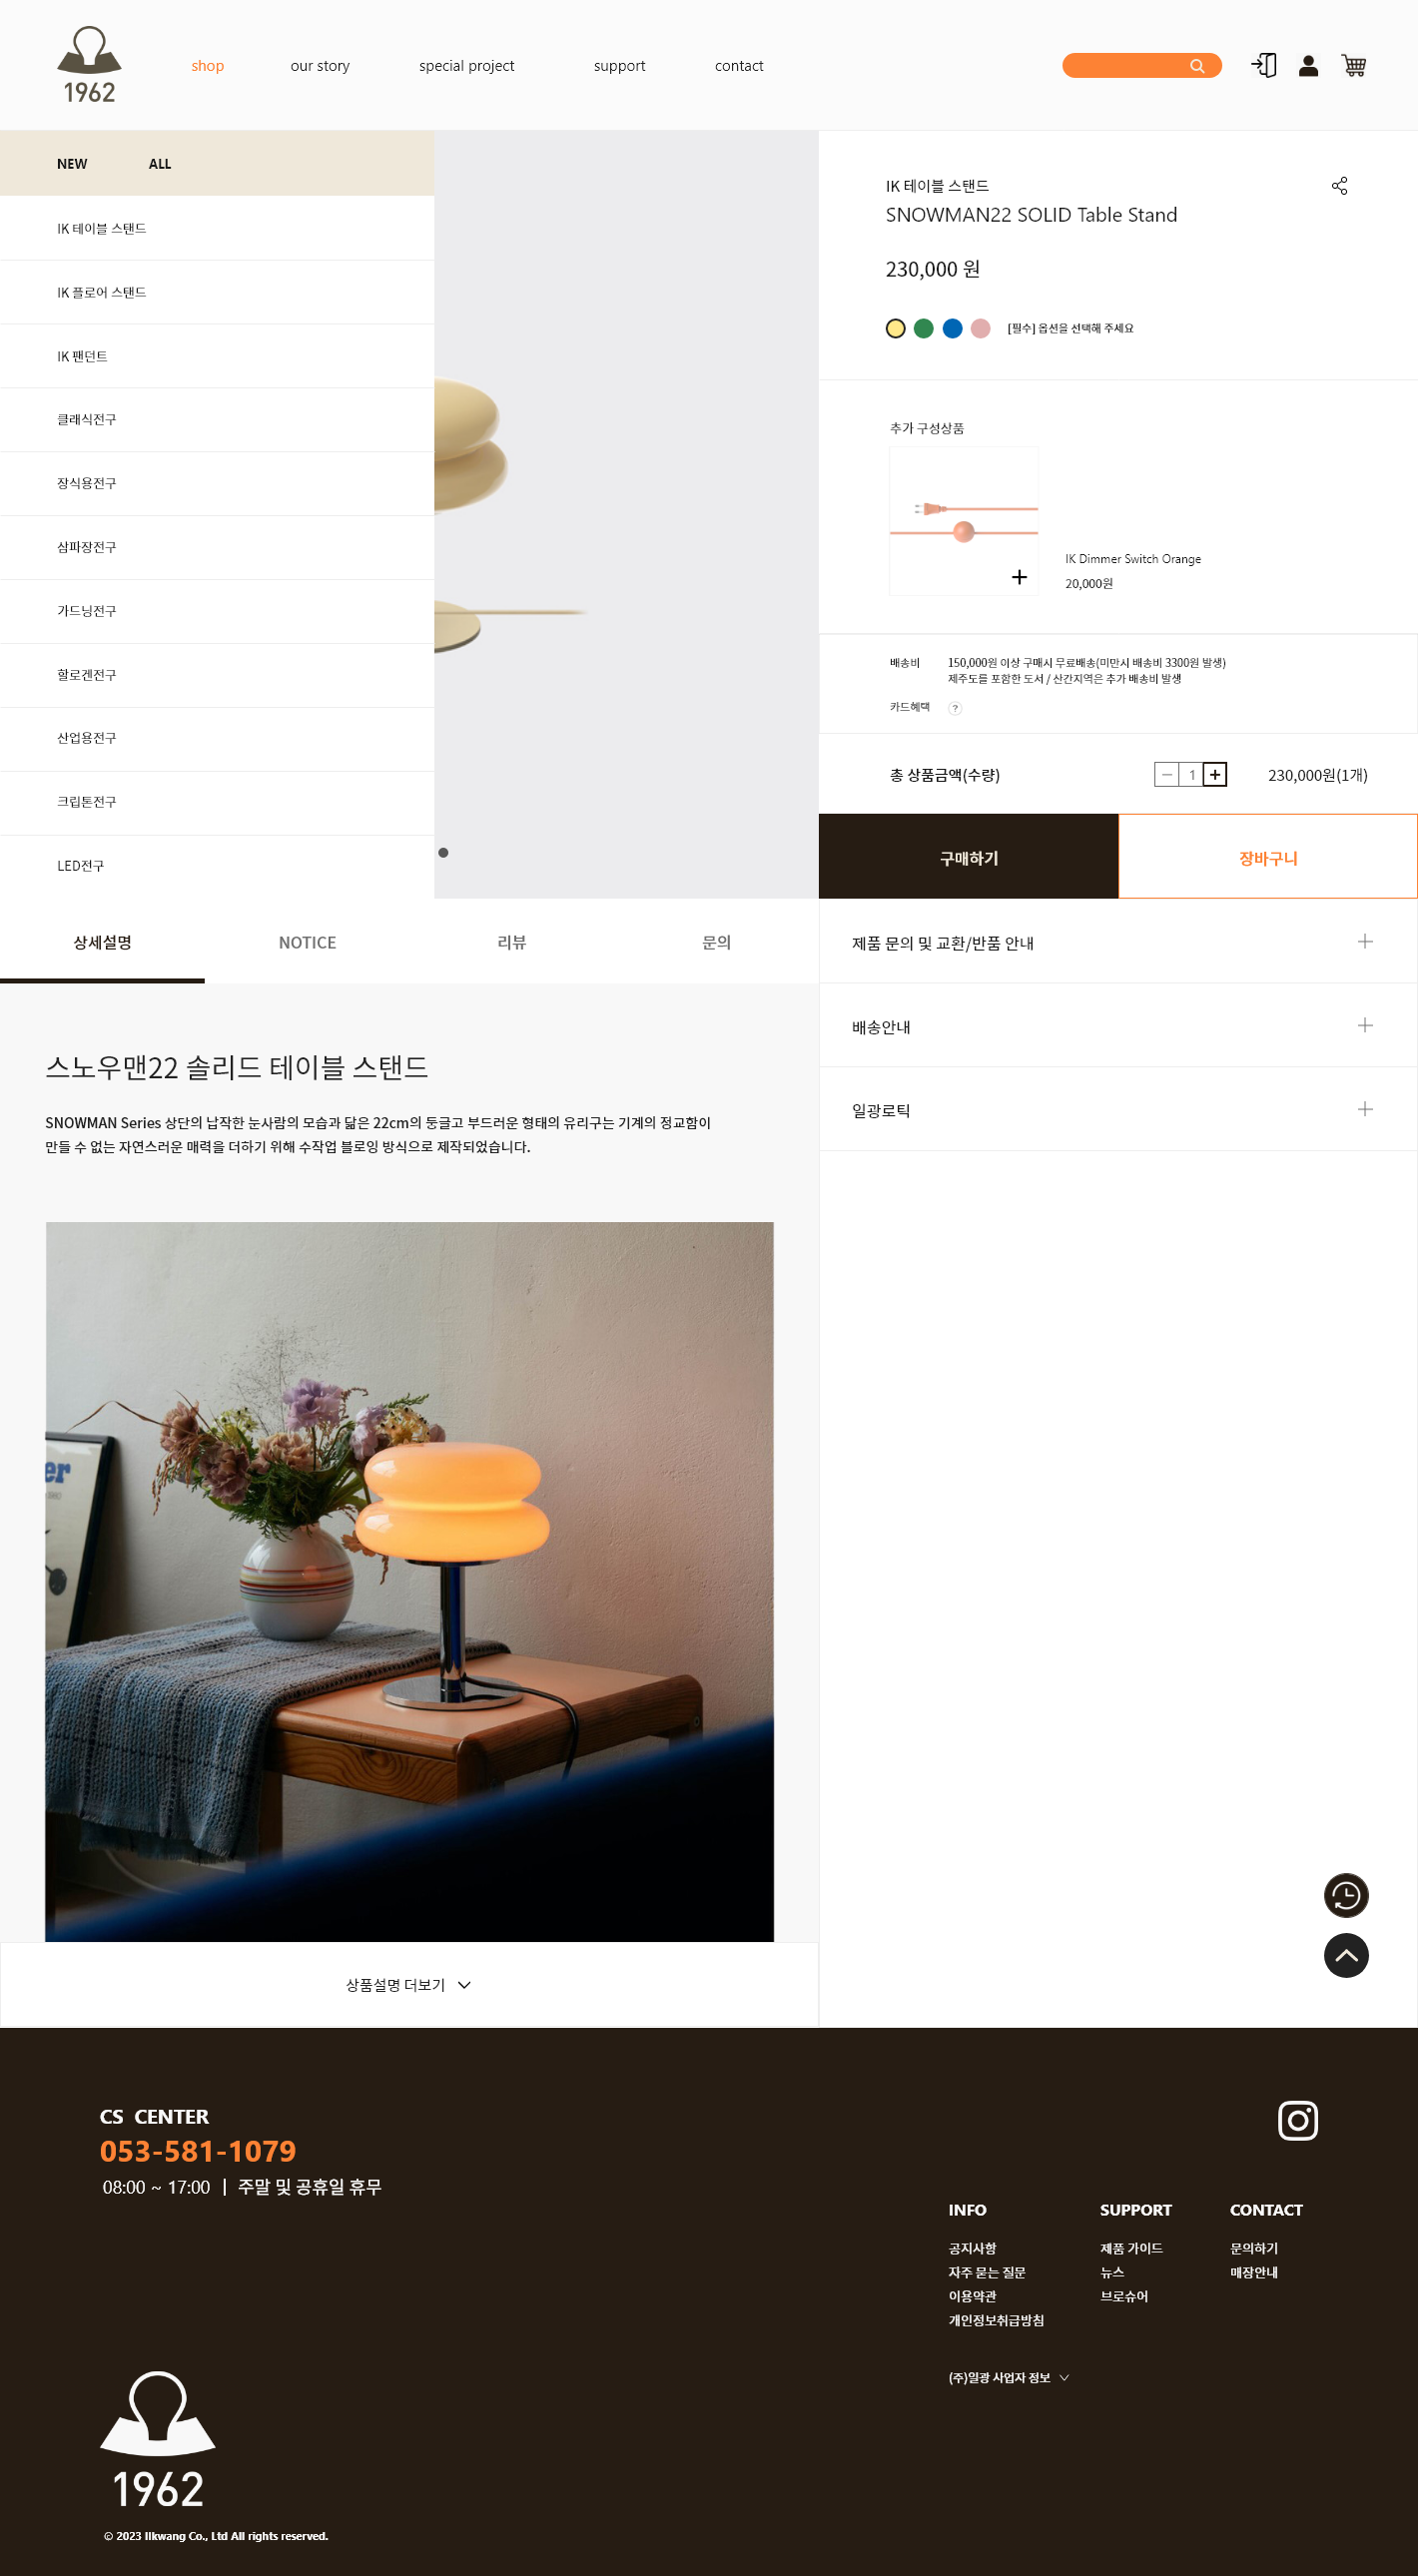 1962
shop
our story
special project
support
contact
NEW
ALL
IK 테이블 스탠드
IK 플로어 스탠드
IK 팬던트
클래식전구
장식용전구
삼파장전구
가드닝전구
할로겐전구
산업용전구
크립톤전구
LED전구
IK 테이블 스탠드
SNOWMAN22 SOLID Table Stand
230,000 원
[필수] 옵션을 선택해 주세요
추가 구성상품
IK Dimmer Switch Orange
20,000원
배송비
150,000원 이상 구매시 무료배송(미만시 배송비 3300원 발생)
제주도를 포함한 도서 / 산간지역은 추가 배송비 발생
카드혜택
?
총 상품금액(수량)
1
230,000원(1개)
구매하기
장바구니
상세설명
NOTICE
리뷰
문의
제품 문의 및 교환/반품 안내
배송안내
일광로틱
스노우맨22 솔리드 테이블 스탠드
SNOWMAN Series 상단의 납작한 눈사람의 모습과 닮은 22cm의 둥글고 부드러운 형태의 유리구는 기계의 정교함이
만들 수 없는 자연스러운 매력을 더하기 위해 수작업 블로잉 방식으로 제작되었습니다.
er
상품설명 더보기
CS CENTER
053-581-1079
08:00 ~ 17:00 | 주말 및 공휴일 휴무
INFO
공지사항
자주 묻는 질문
이용약관
개인정보취급방침
SUPPORT
제품 가이드
뉴스
브로슈어
CONTACT
문의하기
매장안내
(주)일광 사업자 정보
1962
© 2023 Ilkwang Co., Ltd All rights reserved.